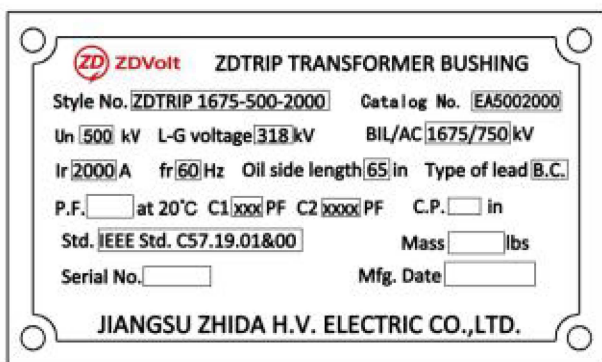 ZD ZDVolt ZDTRIP TRANSFORMER BUSHING
Style No. ZDTRIP 1675-500-2000 Catalog No. EA5002000
Un 500 kV L-G voltage 318 kV BIL/AC 1675/750 kV
Ir 2000 A fr 60 Hz Oil side length 65 in Type of lead B.C.
P.F. at 20℃ C1 xxx PF C2 xxxx PF C.P. in
Std. IEEE Std. C57.19.01&00 Mass lbs
Serial No. Mfg. Date
JIANGSU ZHIDA H.V. ELECTRIC CO.,LTD.